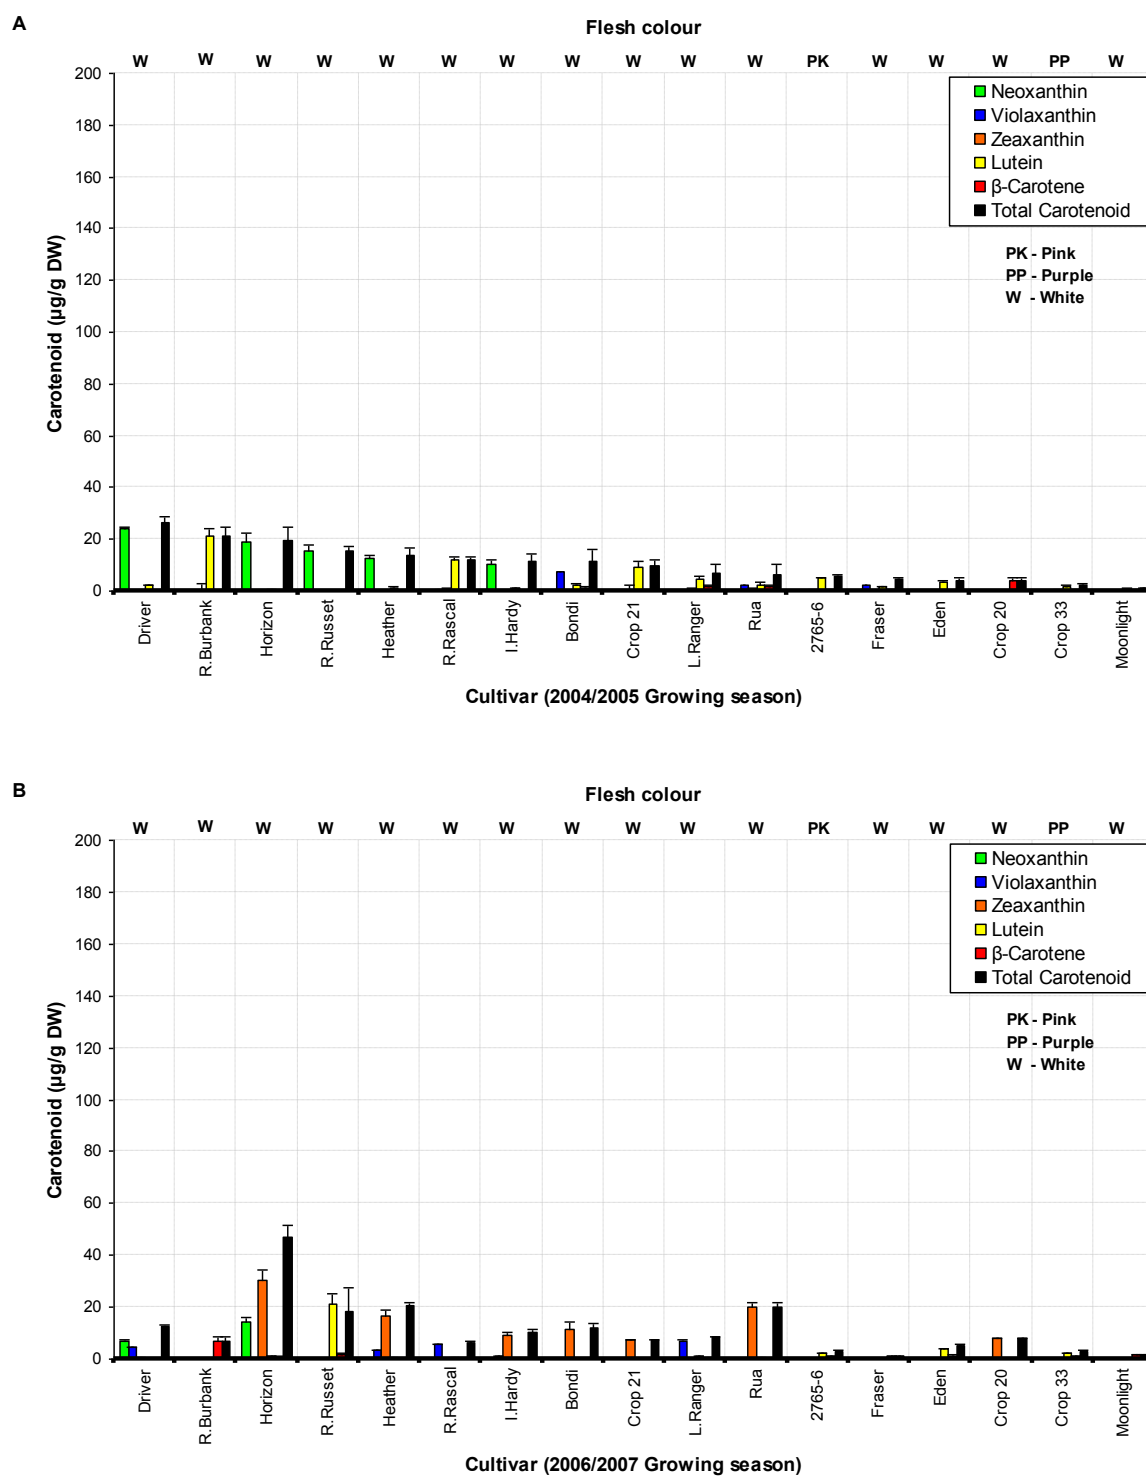 A
Flesh colour
W W W W W W W W W W W PK W W W PP W
200
180
160
140
120
100
80
60
40
20
0
Carotenoid (µg/g DW)
Neoxanthin
Violaxanthin
Zeaxanthin
Lutein
β-Carotene
Total Carotenoid
PK - Pink
PP - Purple
W - White
Driver R.Burbank Horizon R.Russet Heather R.Rascal I.Hardy Bondi Crop 21 L.Ranger Rua 2765-6 Fraser Eden Crop 20 Crop 33 Moonlight
Cultivar (2004/2005 Growing season)
B
Flesh colour
W W W W W W W W W W W PK W W W PP W
200
180
160
140
120
100
80
60
40
20
0
Carotenoid (µg/g DW)
Neoxanthin
Violaxanthin
Zeaxanthin
Lutein
β-Carotene
Total Carotenoid
PK - Pink
PP - Purple
W - White
Driver R.Burbank Horizon R.Russet Heather R.Rascal I.Hardy Bondi Crop 21 L.Ranger Rua 2765-6 Fraser Eden Crop 20 Crop 33 Moonlight
Cultivar (2006/2007 Growing season)